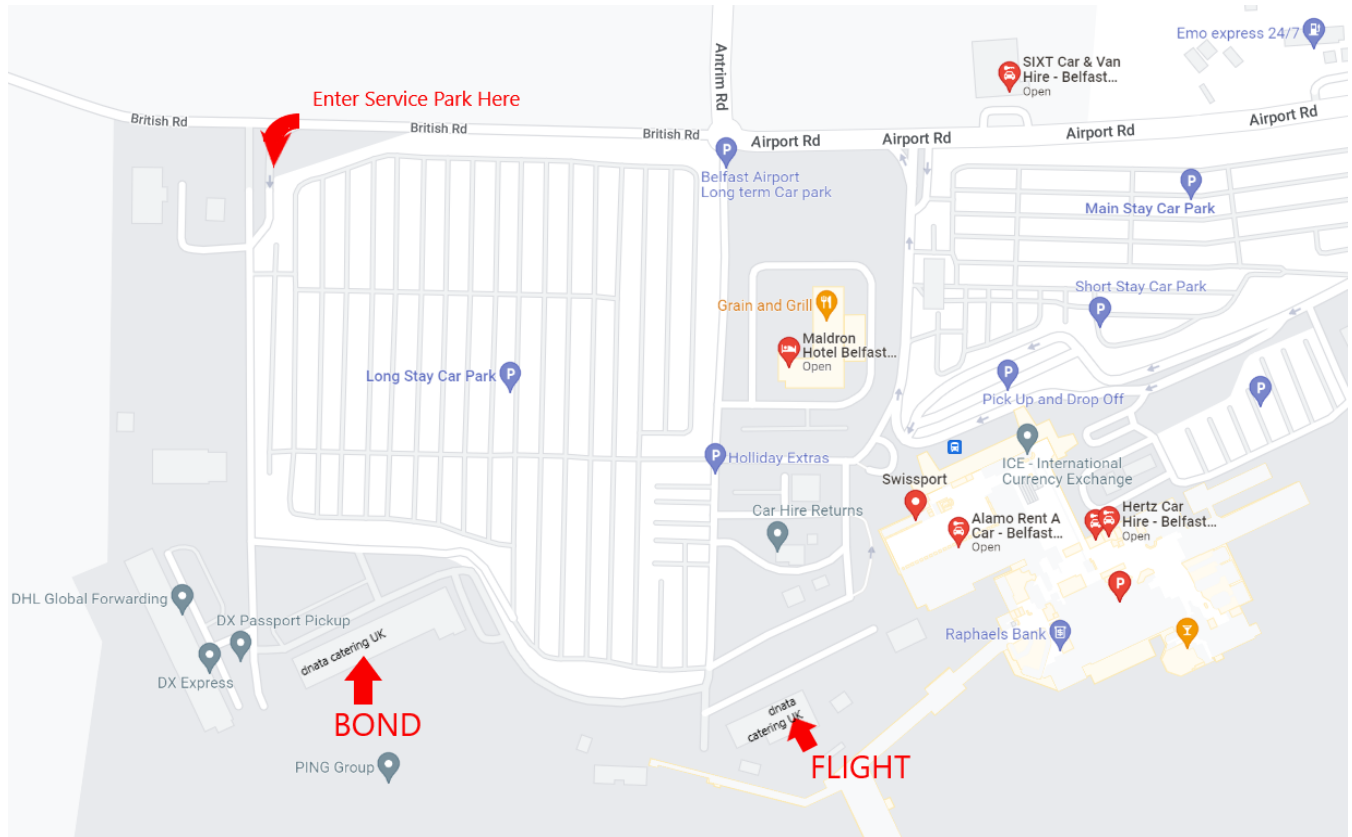 Emo express 24/7
SIXT Car & Van
Hire - Belfast...
Open
Antrim Rd
Enter Service Park Here
British Rd
British Rd
British Rd
Airport Rd
Airport Rd
Airport Rd
Airport Rd
Belfast Airport
Long term Car park
Main Stay Car Park
Short Stay Car Park
Grain and Grill
Maldron
Hotel Belfast...
Open
Long Stay Car Park
Pick Up and Drop Off
Holliday Extras
ICE - International
Currency Exchange
Swissport
Car Hire Returns
Alamo Rent A
Car - Belfast...
Open
Hertz Car
Hire - Belfast...
Open
DHL Global Forwarding
DX Passport Pickup
dnata catering UK
Raphaels Bank
DX Express
BOND
dnata
catering UK
PING Group
FLIGHT